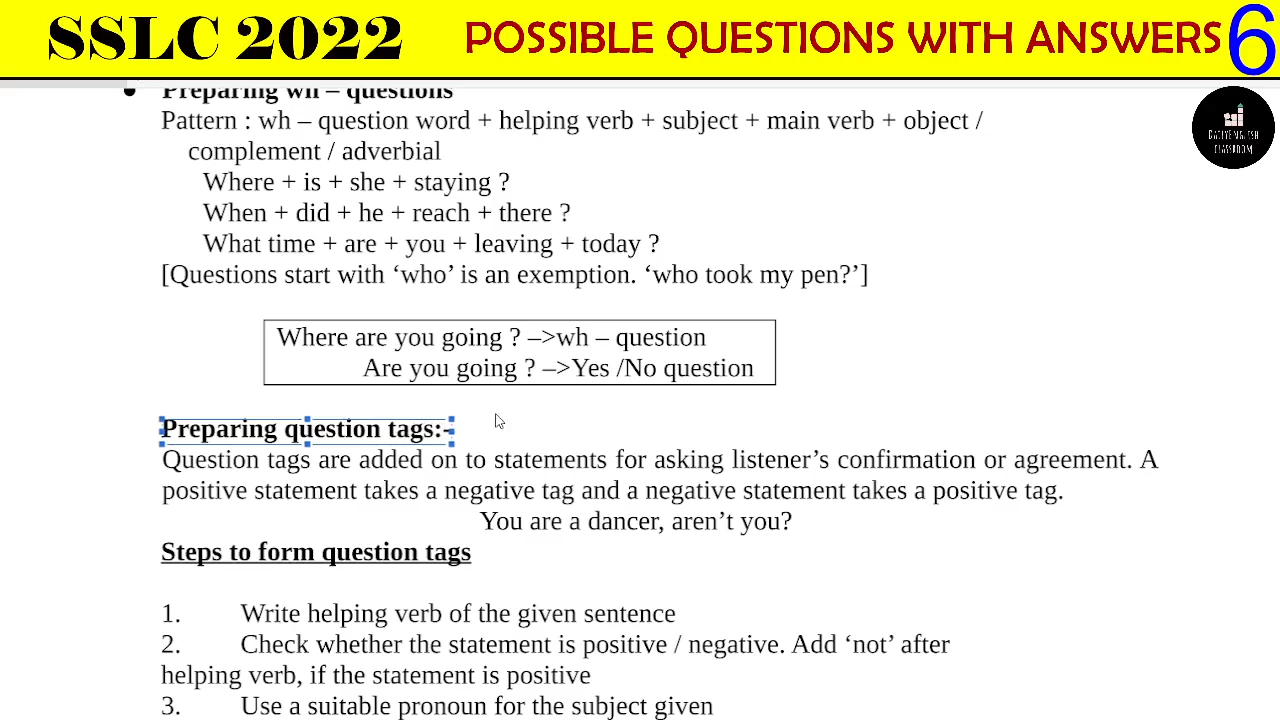 SSLC 2022 POSSIBLE QUESTIONS WITH ANSWERS 6
● Preparing wh – questions
Pattern : wh – question word + helping verb + subject + main verb + object /
complement / adverbial
Where + is + she + staying ?
When + did + he + reach + there ?
What time + are + you + leaving + today ?
[Questions start with ‘who’ is an exemption. ‘who took my pen?’]
Where are you going ? –>wh – question
Are you going ? –>Yes /No question
Preparing question tags:-
Question tags are added on to statements for asking listener’s confirmation or agreement. A
positive statement takes a negative tag and a negative statement takes a positive tag.
You are a dancer, aren’t you?
Steps to form question tags
1. Write helping verb of the given sentence
2. Check whether the statement is positive / negative. Add ‘not’ after
helping verb, if the statement is positive
3. Use a suitable pronoun for the subject given
DAILYENGLISH
CLASSROOM